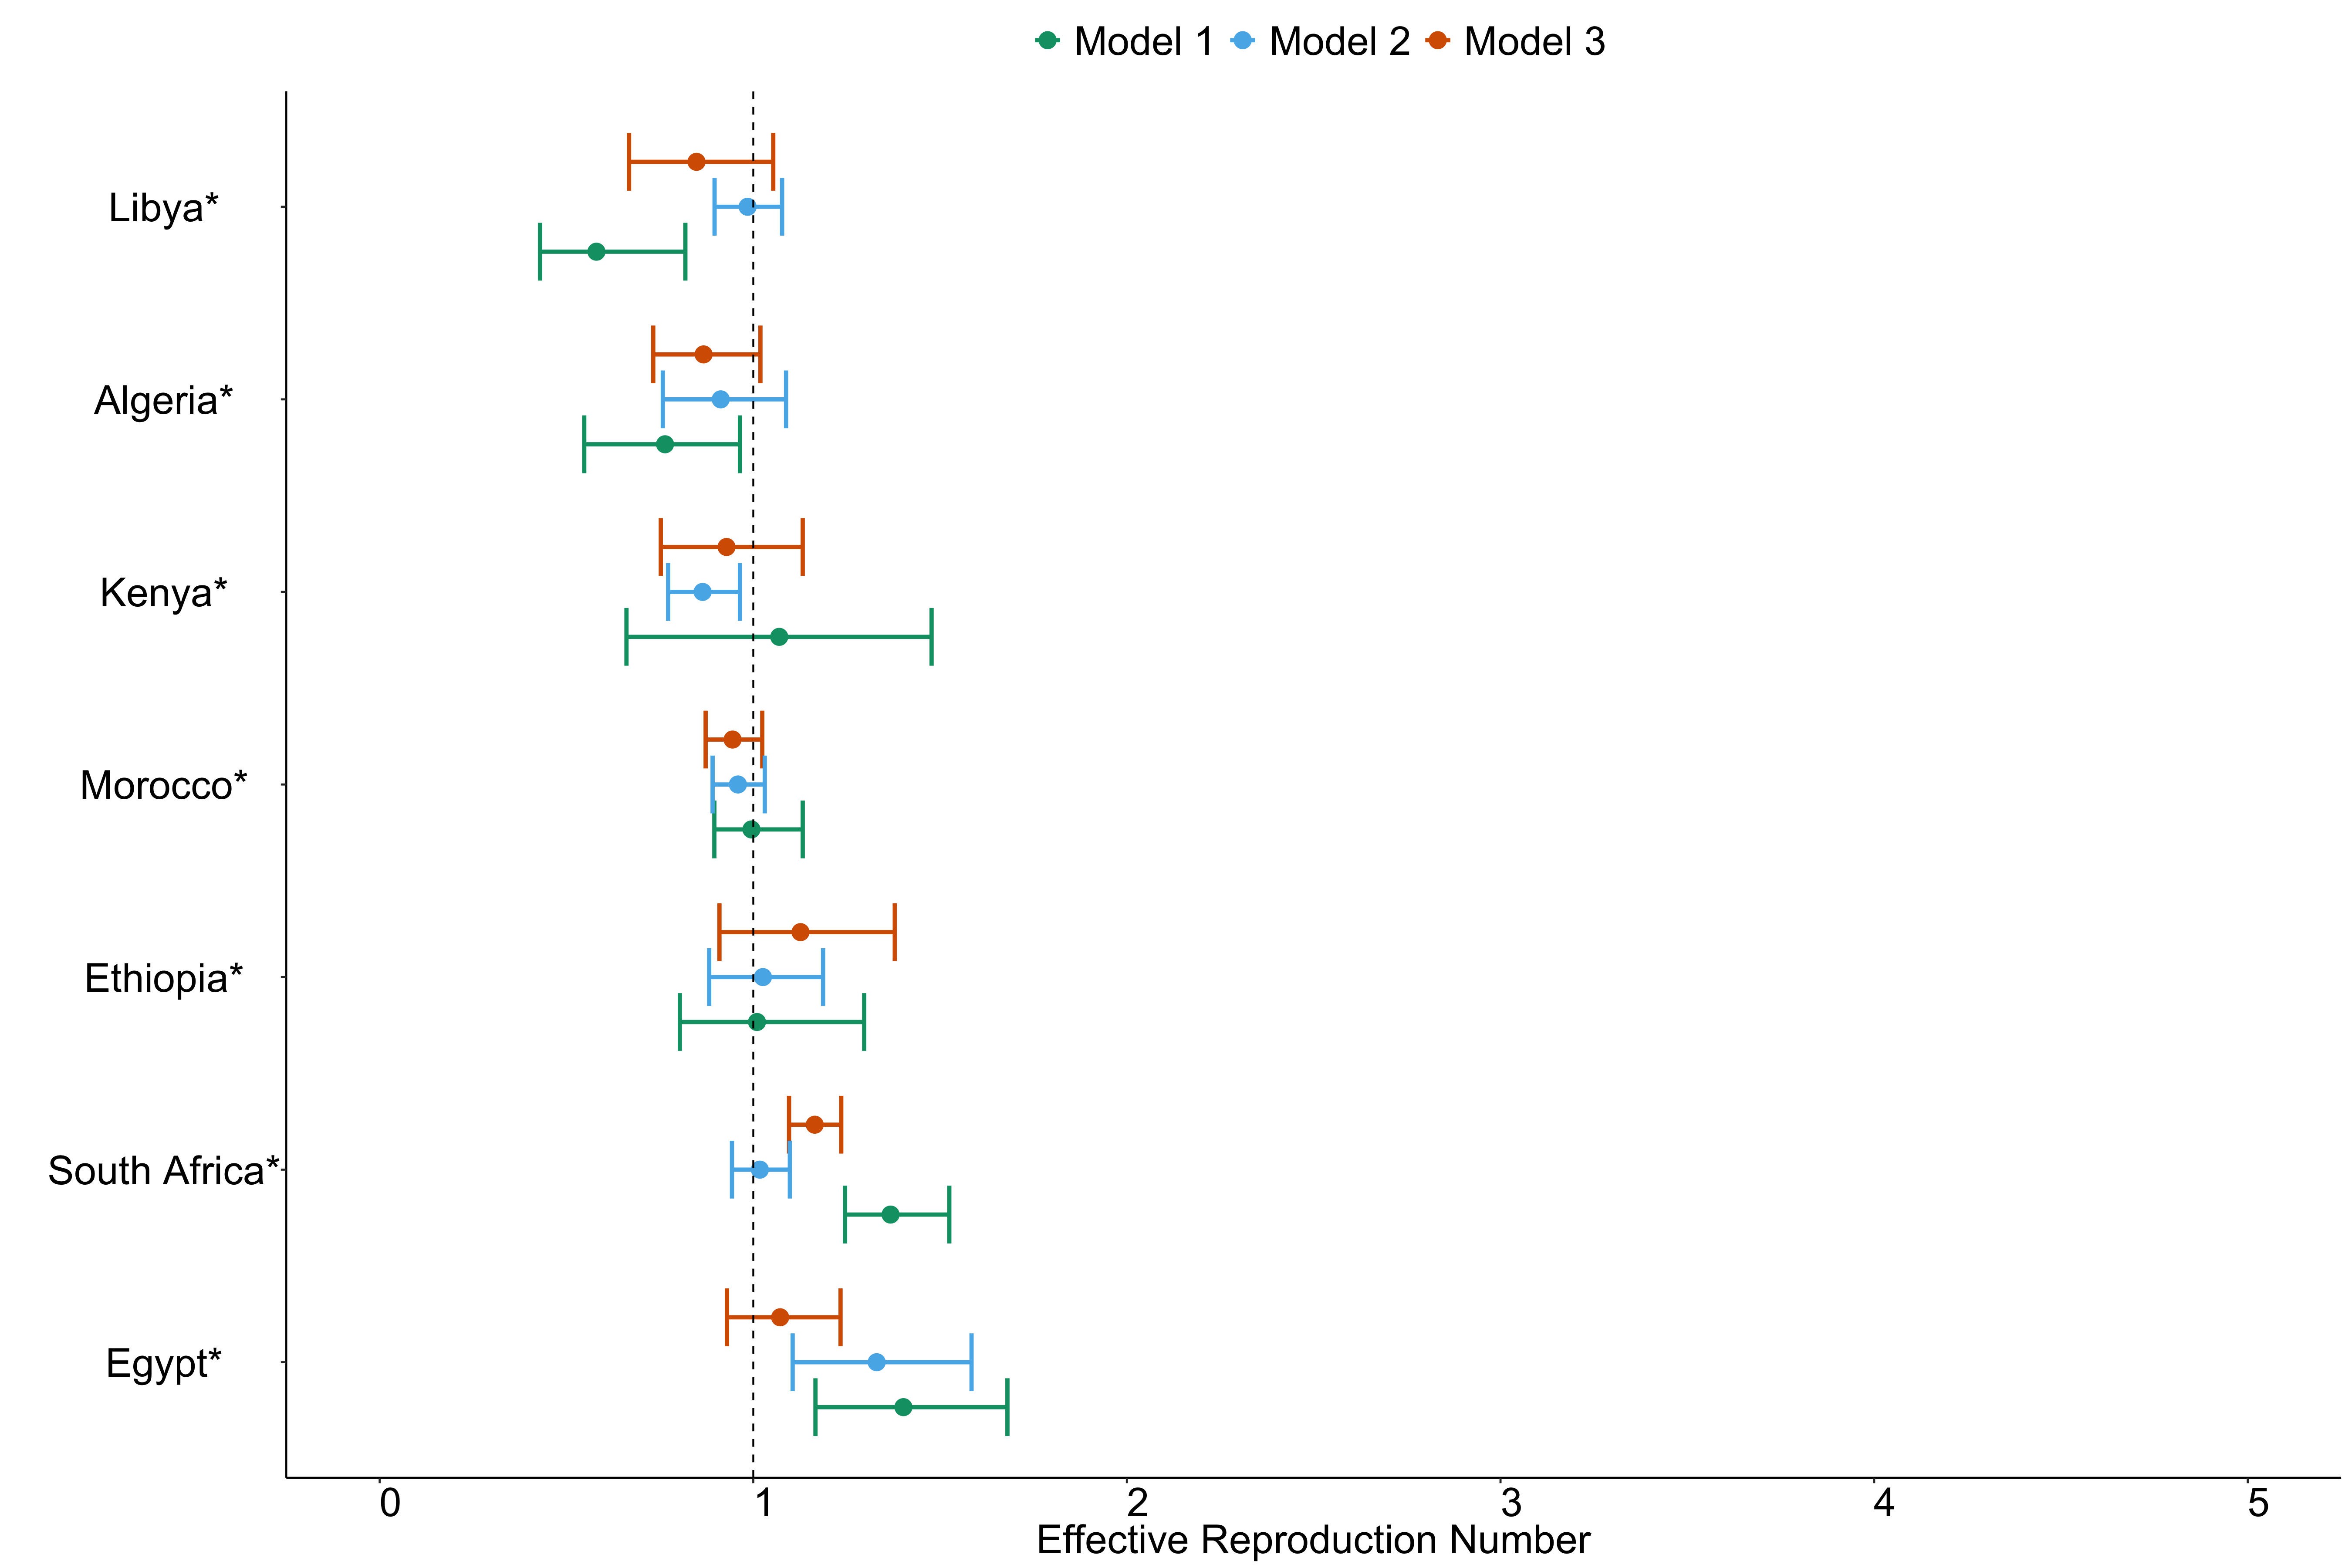 Model 1 Model 2 Model 3
Libya*
Algeria*
Kenya*
Morocco*
Ethiopia*
South Africa*
Egypt*
0 1 2 3 4 5
Effective Reproduction Number